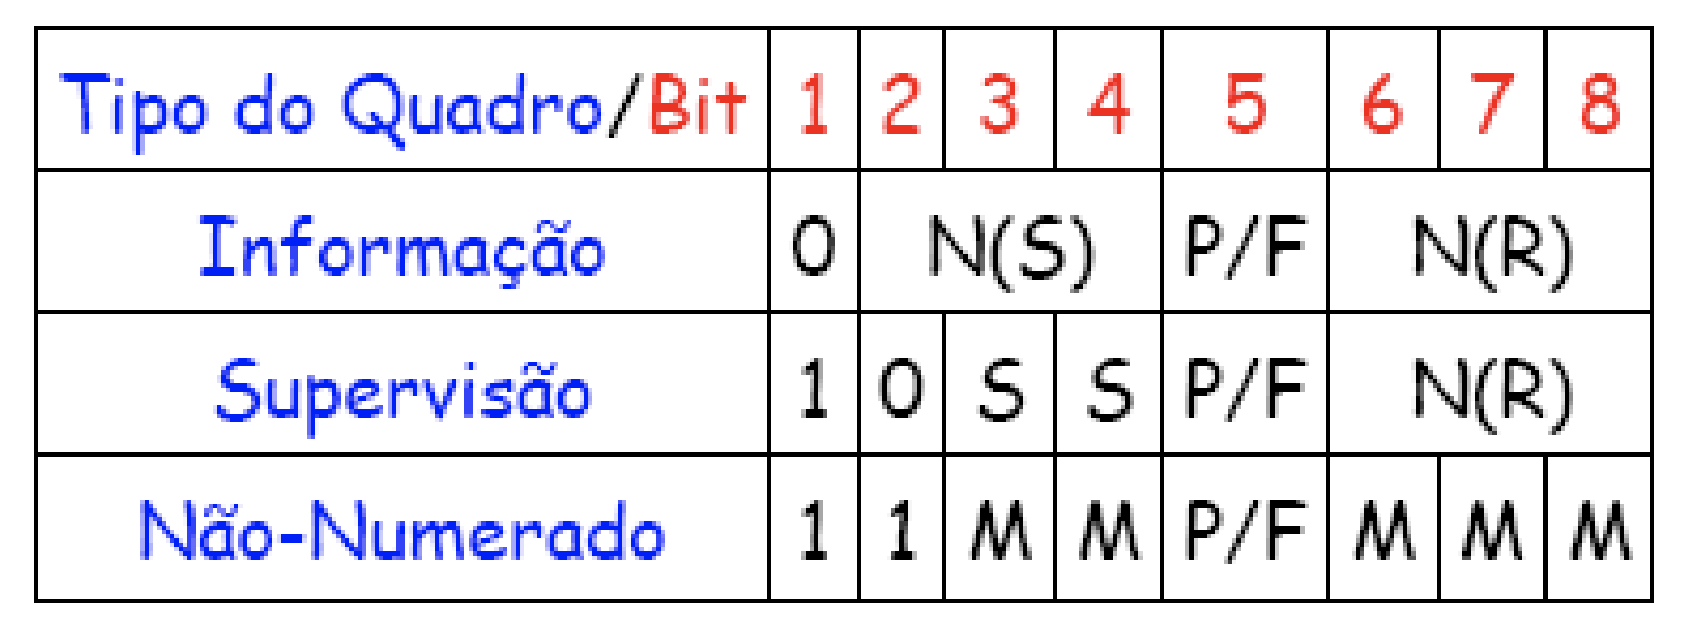 Tipo do Quadro/Bit 1 2 3 4 5 6 7 8
Informação 0 N(S) P/F N(R)
Supervisão 1 0 S S P/F N(R)
Não-Numerado 1 1 M M P/F M M M